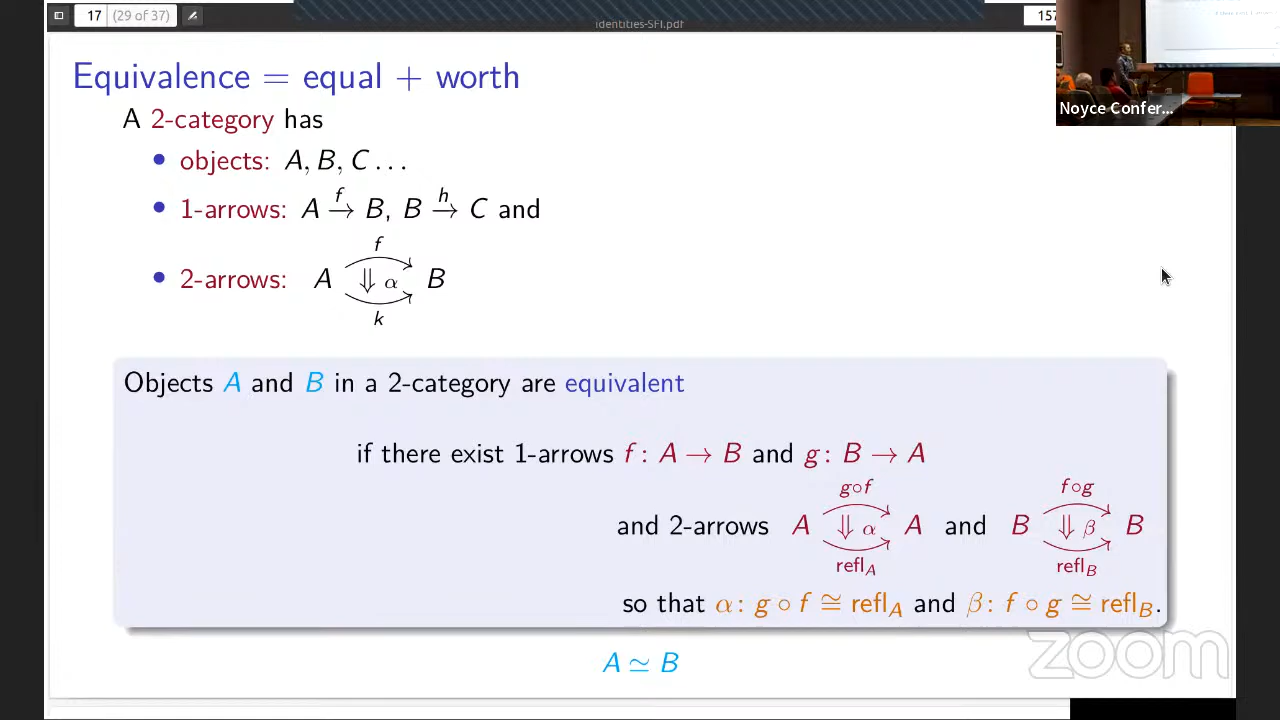 17 (29 of 37)
identities-SFI.pdf
157
Noyce Confer...
Equivalence = equal + worth
A 2-category has
• objects: A, B, C . . .
• 1-arrows: A →f B, B →h C and
f
• 2-arrows: A ⇓ α B
k
Objects A and B in a 2-category are equivalent
if there exist 1-arrows f : A → B and g : B → A
g∘f f∘g
and 2-arrows A ⇓ α A and B ⇓ β B
refl_A refl_B
so that α : g ∘ f ≅ refl_A and β : f ∘ g ≅ refl_B.
zoom
A ≃ B